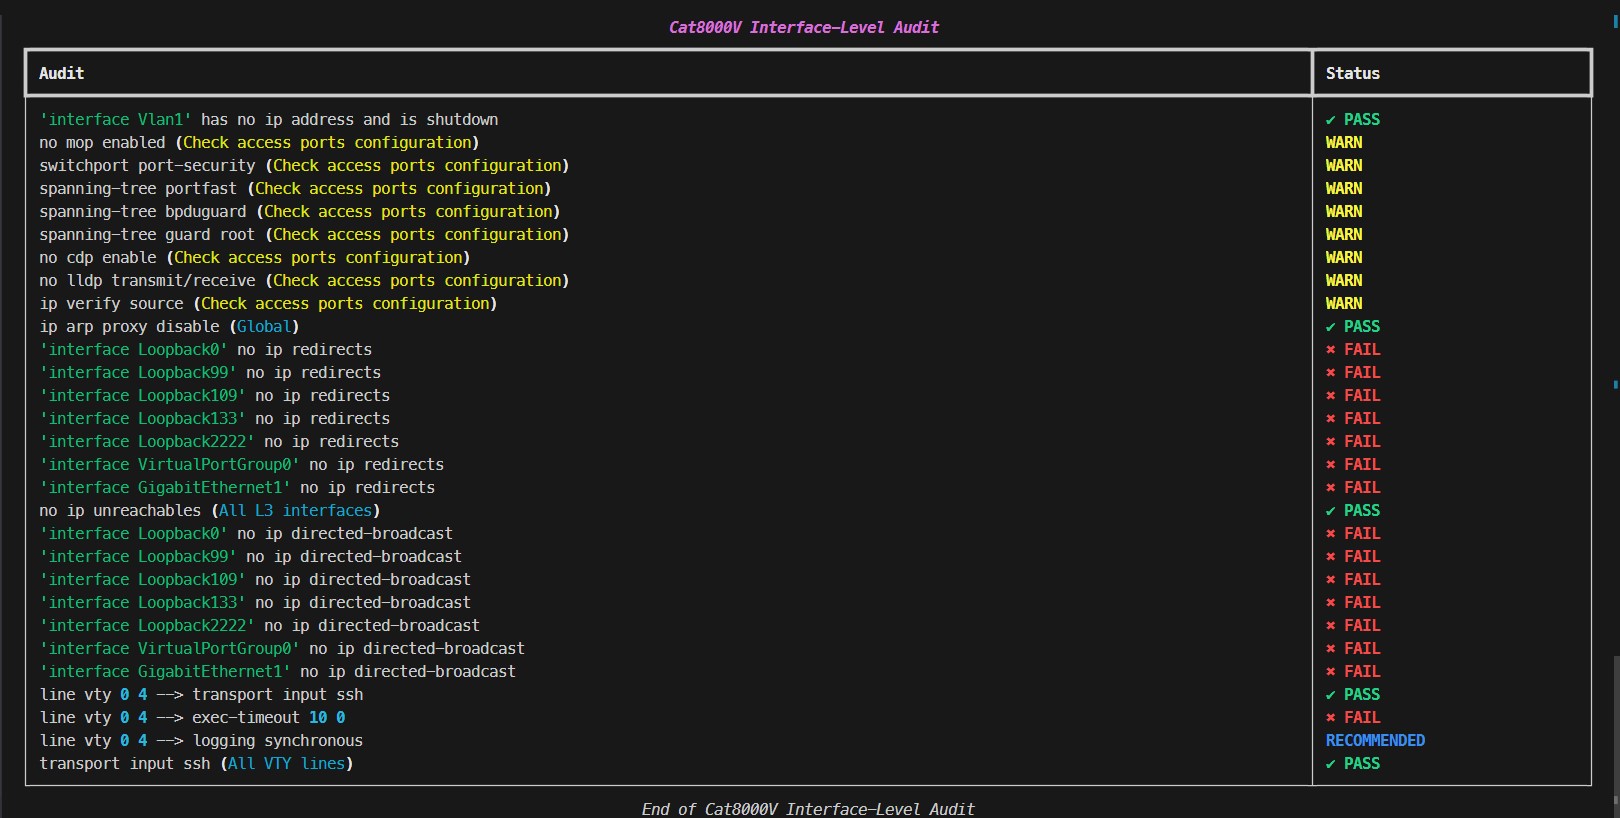 Cat8000V Interface-Level Audit
Audit Status
'interface Vlan1' has no ip address and is shutdown ✔ PASS
no mop enabled (Check access ports configuration) WARN
switchport port-security (Check access ports configuration) WARN
spanning-tree portfast (Check access ports configuration) WARN
spanning-tree bpduguard (Check access ports configuration) WARN
spanning-tree guard root (Check access ports configuration) WARN
no cdp enable (Check access ports configuration) WARN
no lldp transmit/receive (Check access ports configuration) WARN
ip verify source (Check access ports configuration) WARN
ip arp proxy disable (Global) ✔ PASS
'interface Loopback0' no ip redirects ✖ FAIL
'interface Loopback99' no ip redirects ✖ FAIL
'interface Loopback109' no ip redirects ✖ FAIL
'interface Loopback133' no ip redirects ✖ FAIL
'interface Loopback2222' no ip redirects ✖ FAIL
'interface VirtualPortGroup0' no ip redirects ✖ FAIL
'interface GigabitEthernet1' no ip redirects ✖ FAIL
no ip unreachables (All L3 interfaces) ✔ PASS
'interface Loopback0' no ip directed-broadcast ✖ FAIL
'interface Loopback99' no ip directed-broadcast ✖ FAIL
'interface Loopback109' no ip directed-broadcast ✖ FAIL
'interface Loopback133' no ip directed-broadcast ✖ FAIL
'interface Loopback2222' no ip directed-broadcast ✖ FAIL
'interface VirtualPortGroup0' no ip directed-broadcast ✖ FAIL
'interface GigabitEthernet1' no ip directed-broadcast ✖ FAIL
line vty 0 4 --> transport input ssh ✔ PASS
line vty 0 4 --> exec-timeout 10 0 ✖ FAIL
line vty 0 4 --> logging synchronous RECOMMENDED
transport input ssh (All VTY lines) ✔ PASS
End of Cat8000V Interface-Level Audit